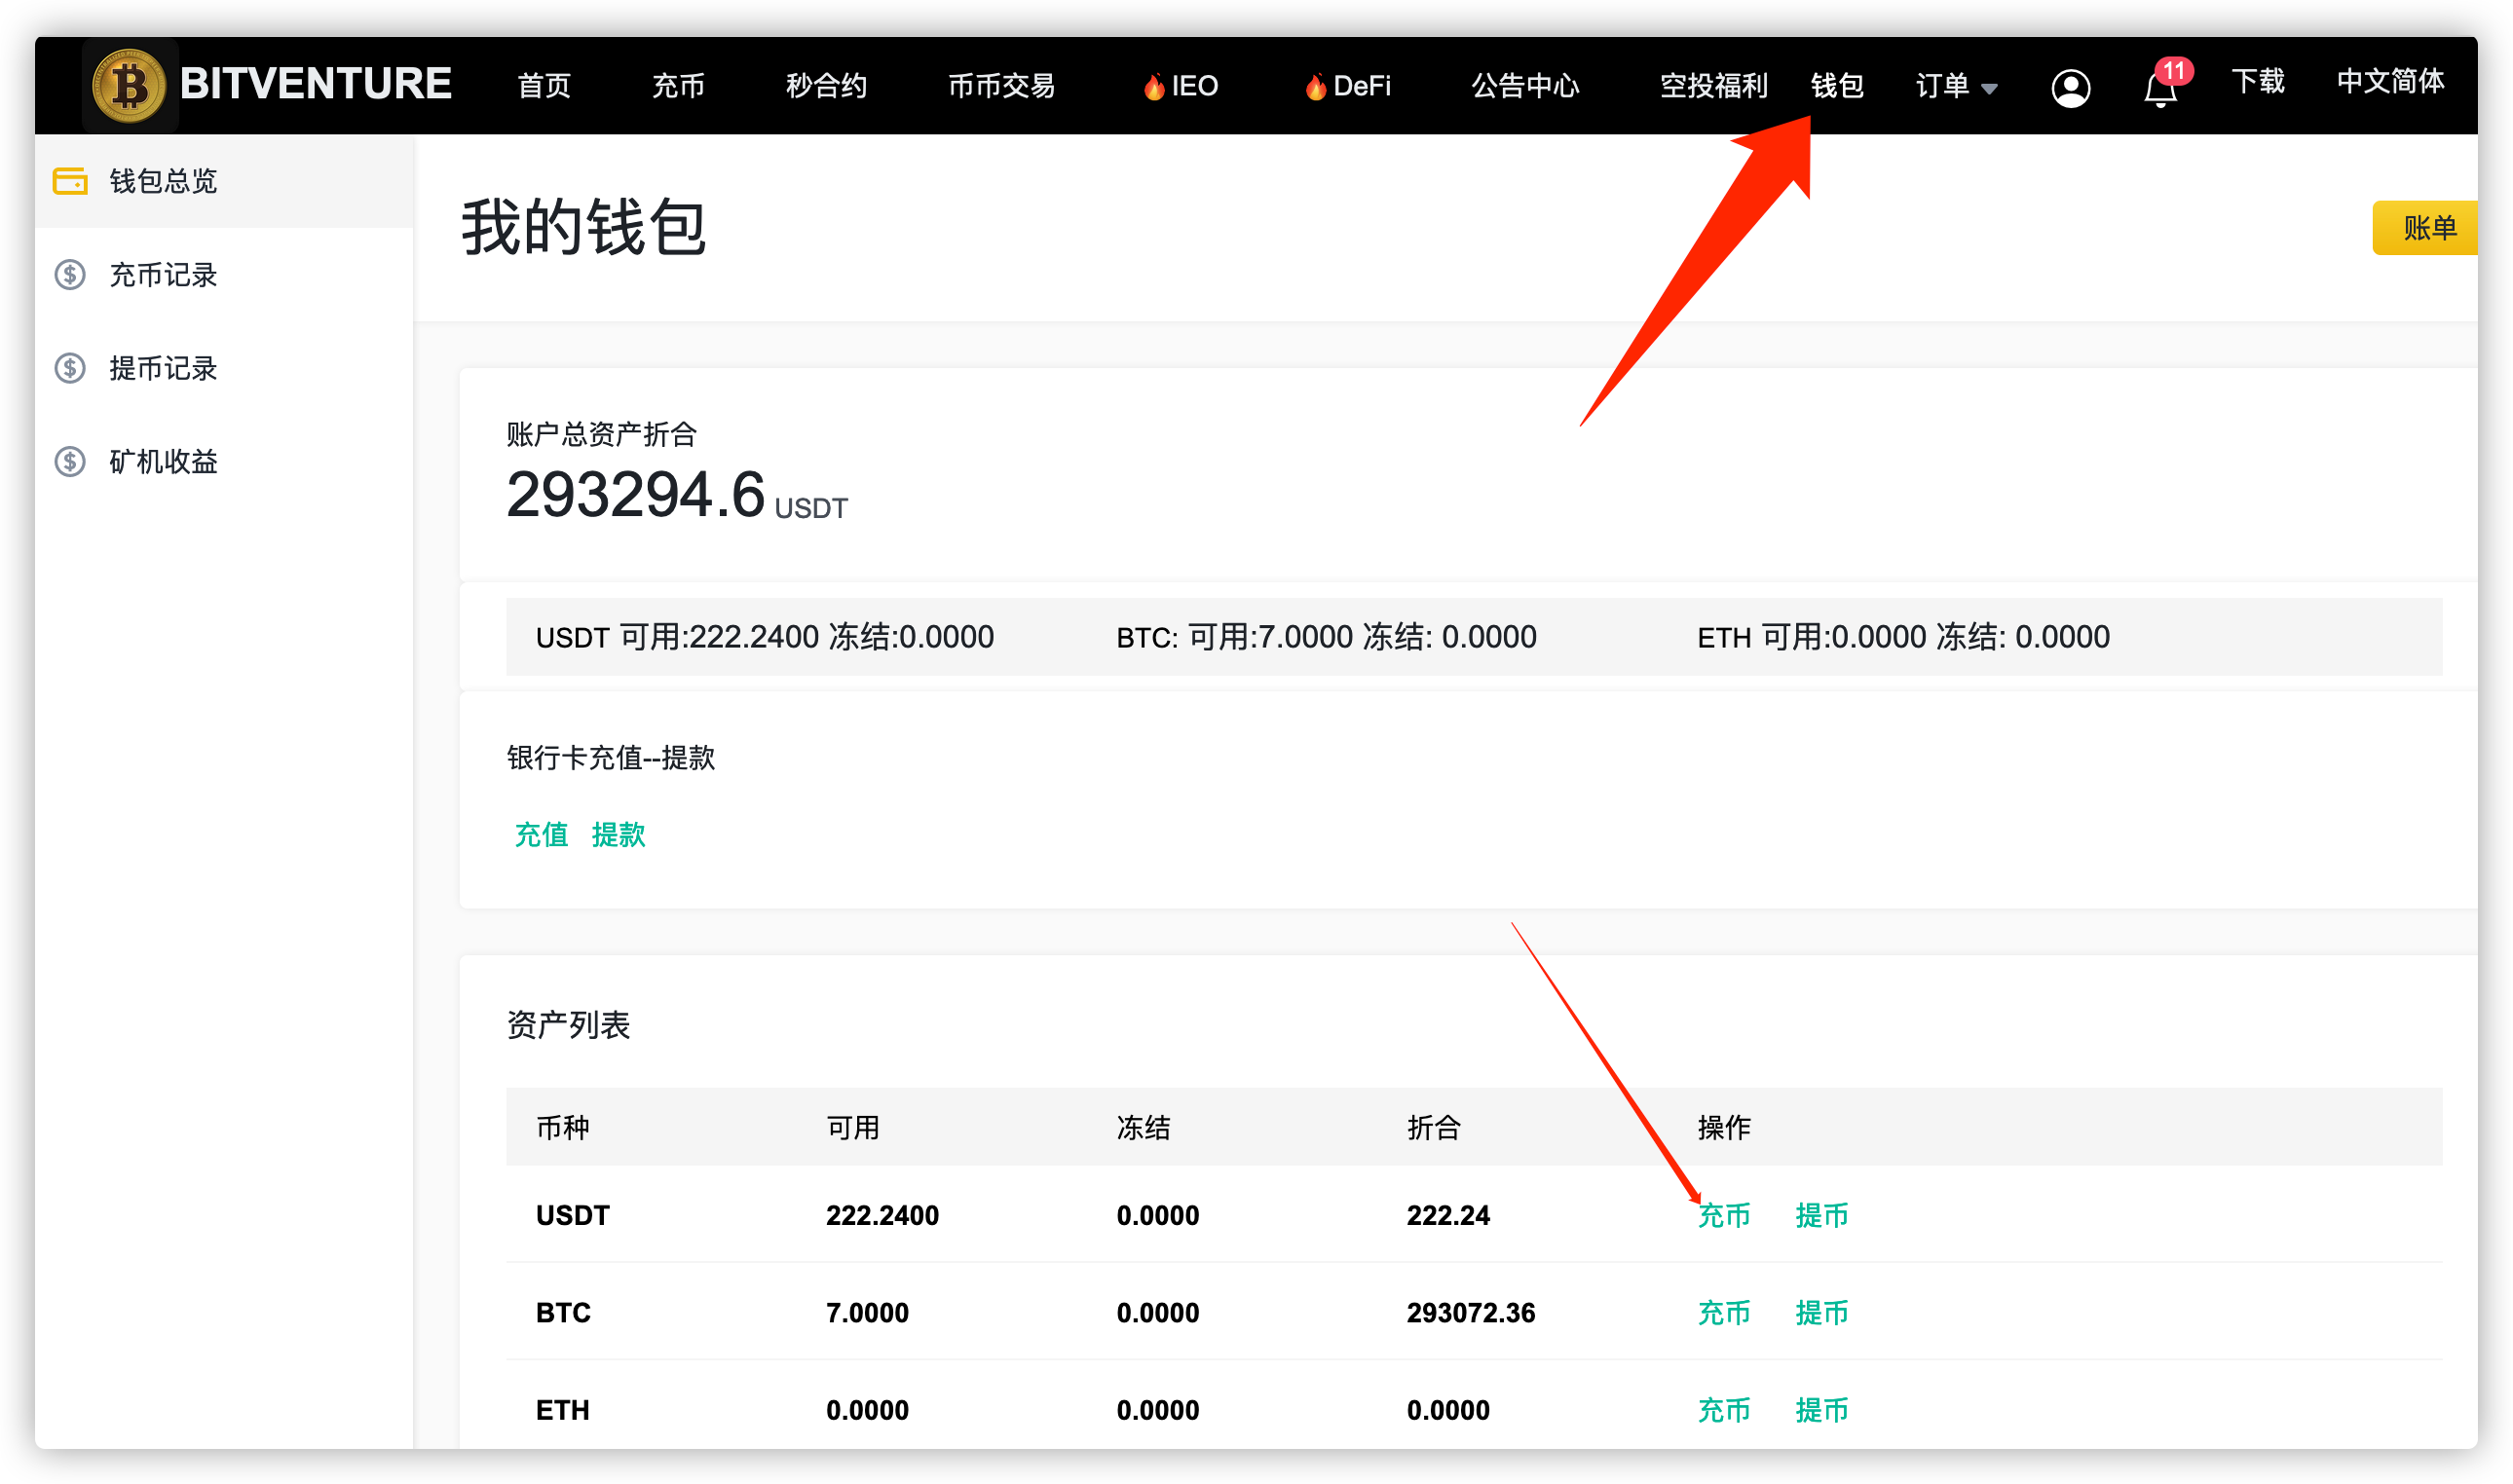 BITVENTURE 首页 充币 秒合约 币币交易 🔥IEO 🔥DeFi 公告中心 空投福利 钱包 订单 11 下载 中文简体
钱包总览
充币记录
提币记录
矿机收益
我的钱包
账单
账户总资产折合
293294.6 USDT
USDT 可用:222.2400 冻结:0.0000 BTC: 可用:7.0000 冻结: 0.0000 ETH 可用:0.0000 冻结: 0.0000
银行卡充值--提款
充值 提款
资产列表
币种 可用 冻结 折合 操作
USDT 222.2400 0.0000 222.24 充币 提币
BTC 7.0000 0.0000 293072.36 充币 提币
ETH 0.0000 0.0000 0.0000 充币 提币